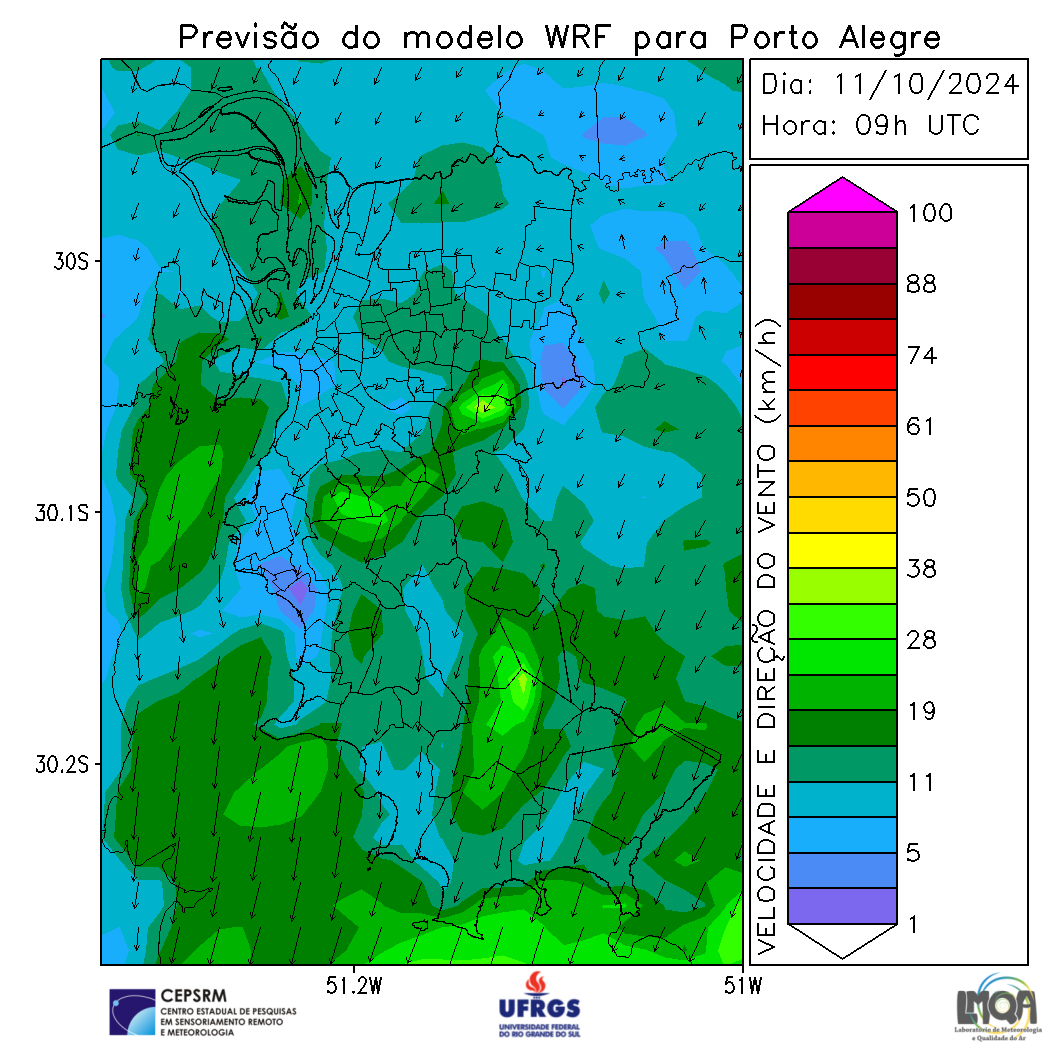 Previsão do modelo WRF para Porto Alegre
Dia: 11/10/2024
Hora: 09h UTC
30S
30.1S
30.2S
51.2W
51W
VELOCIDADE E DIREÇÃO DO VENTO (km/h)
100
88
74
61
50
38
28
19
11
5
1
CEPSRM
CENTRO ESTADUAL DE PESQUISAS
EM SENSORIAMENTO REMOTO
E METEOROLOGIA
UFRGS
UNIVERSIDADE FEDERAL
DO RIO GRANDE DO SUL
LMQA
Laboratório de Meteorologia
e Qualidade do Ar